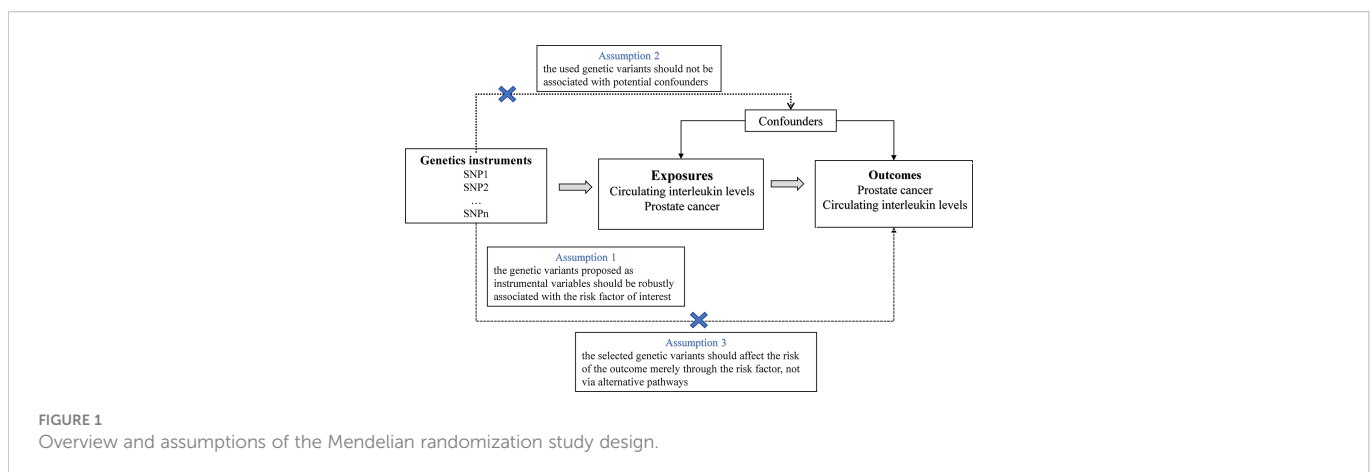 Assumption 2
the used genetic variants should not be
associated with potential confounders
Confounders
Genetics instruments
SNP1
SNP2
...
SNPn
Exposures
Circulating interleukin levels
Prostate cancer
Outcomes
Prostate cancer
Circulating interleukin levels
Assumption 1
the genetic variants proposed as
instrumental variables should be robustly
associated with the risk factor of interest
Assumption 3
the selected genetic variants should affect the risk
of the outcome merely through the risk factor, not
via alternative pathways
FIGURE 1
Overview and assumptions of the Mendelian randomization study design.